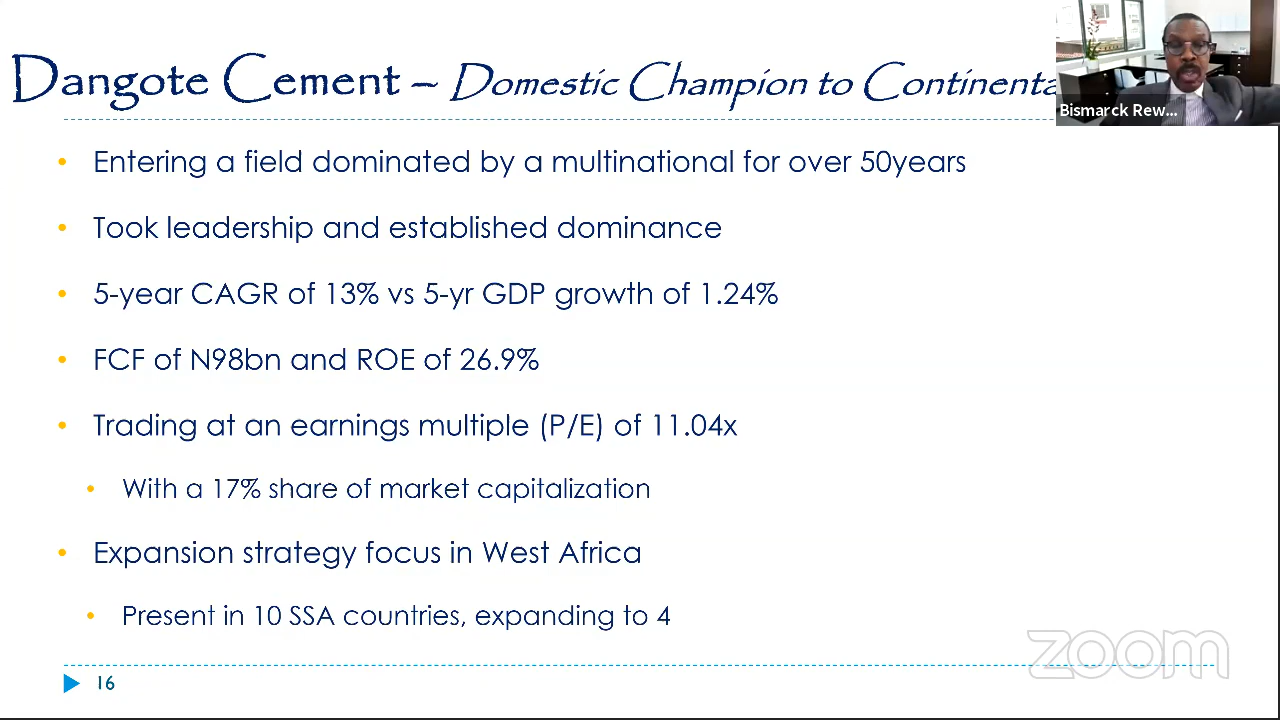 Dangote Cement – Domestic Champion to Continenta
Bismarck Rew...
• Entering a field dominated by a multinational for over 50years
• Took leadership and established dominance
• 5-year CAGR of 13% vs 5-yr GDP growth of 1.24%
• FCF of N98bn and ROE of 26.9%
• Trading at an earnings multiple (P/E) of 11.04x
• With a 17% share of market capitalization
• Expansion strategy focus in West Africa
• Present in 10 SSA countries, expanding to 4
zoom
16